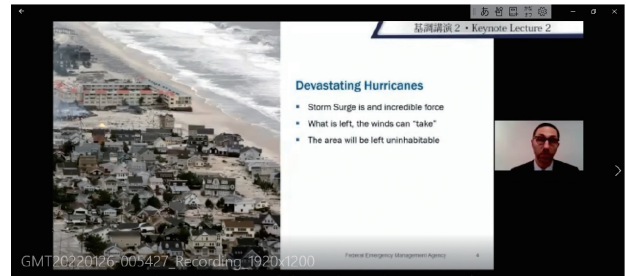 あ
基調講演 2 ・Keynote Lecture 2
Devastating Hurricanes
• Storm Surge is and incredible force
• What is left, the winds can "take"
• The area will be left uninhabitable
Federal Emergency Management Agency 4
GMT20220126-005427_Recording_1920x1200